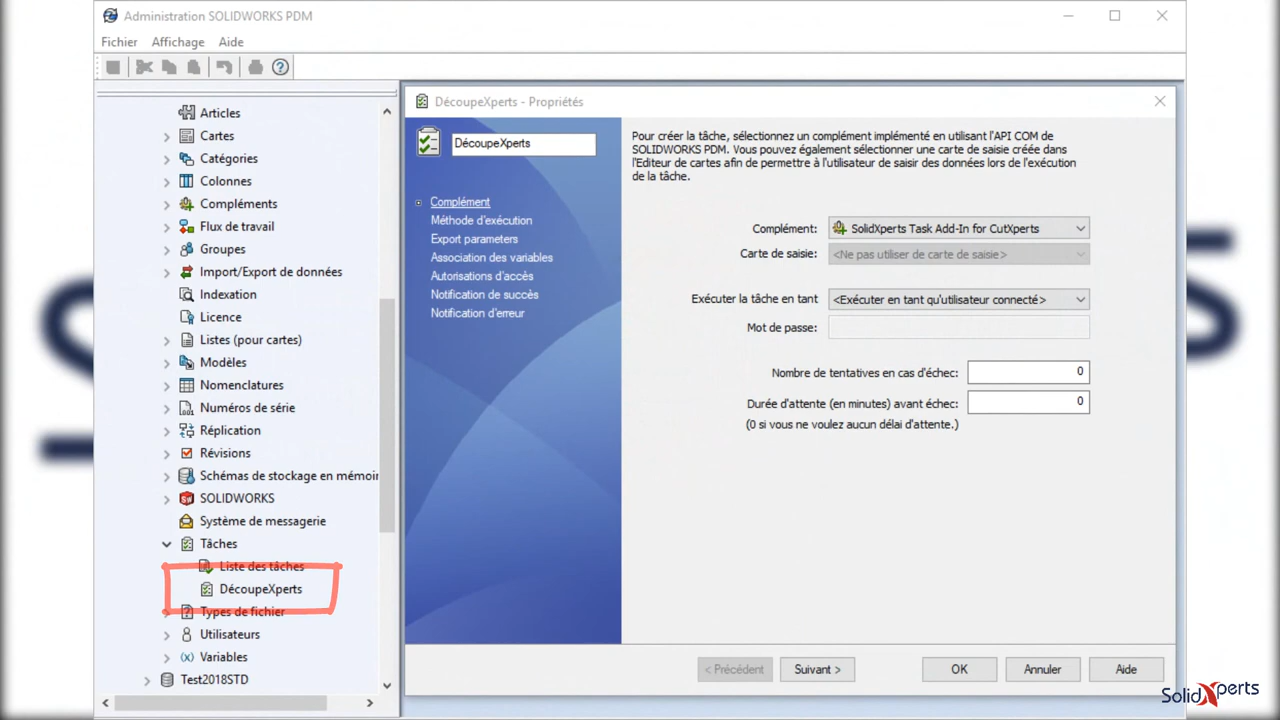 Administration SOLIDWORKS PDM
Fichier Affichage Aide
Articles
Cartes
Catégories
Colonnes
Compléments
Flux de travail
Groupes
Import/Export de données
Indexation
Licence
Listes (pour cartes)
Modèles
Nomenclatures
Numéros de série
Réplication
Révisions
Schémas de stockage en mémoir
SOLIDWORKS
Système de messagerie
Tâches
Liste des tâches
DécoupeXperts
Types de fichier
Utilisateurs
(x) Variables
Test2018STD
DécoupeXperts - Propriétés
DécoupeXperts
Complément
Méthode d'exécution
Export parameters
Association des variables
Autorisations d'accès
Notification de succès
Notification d'erreur
Pour créer la tâche, sélectionnez un complément implémenté en utilisant l'API COM de
SOLIDWORKS PDM. Vous pouvez également sélectionner une carte de saisie créée dans
l'Editeur de cartes afin de permettre à l'utilisateur de saisir des données lors de l'exécution
de la tâche.
Complément: SolidXperts Task Add-In for CutXperts
Carte de saisie: <Ne pas utiliser de carte de saisie>
Exécuter la tâche en tant <Exécuter en tant qu'utilisateur connecté>
Mot de passe:
Nombre de tentatives en cas d'échec: 0
Durée d'attente (en minutes) avant échec: 0
(0 si vous ne voulez aucun délai d'attente.)
< Précédent Suivant > OK Annuler Aide
SolidXperts